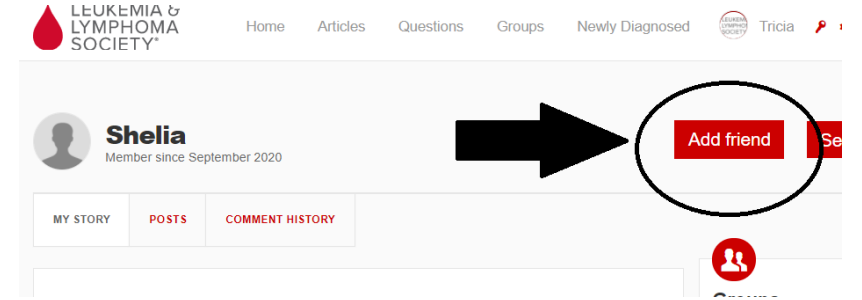 LEUKEMIA &
LYMPHOMA
SOCIETY®
Home Articles Questions Groups Newly Diagnosed Tricia
Shelia
Member since September 2020
Add friend
MY STORY POSTS COMMENT HISTORY